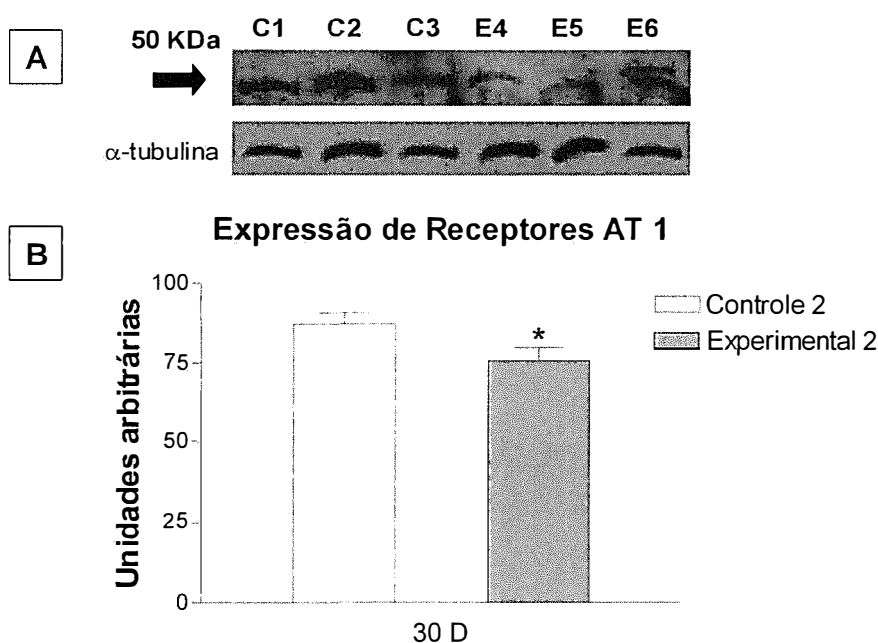 A
50 KDa
C1 C2 C3 E4 E5 E6
α-tubulina
B
Expressão de Receptores AT 1
Unidades arbitrárias
100
75
50
25
0
*
30 D
Controle 2
Experimental 2